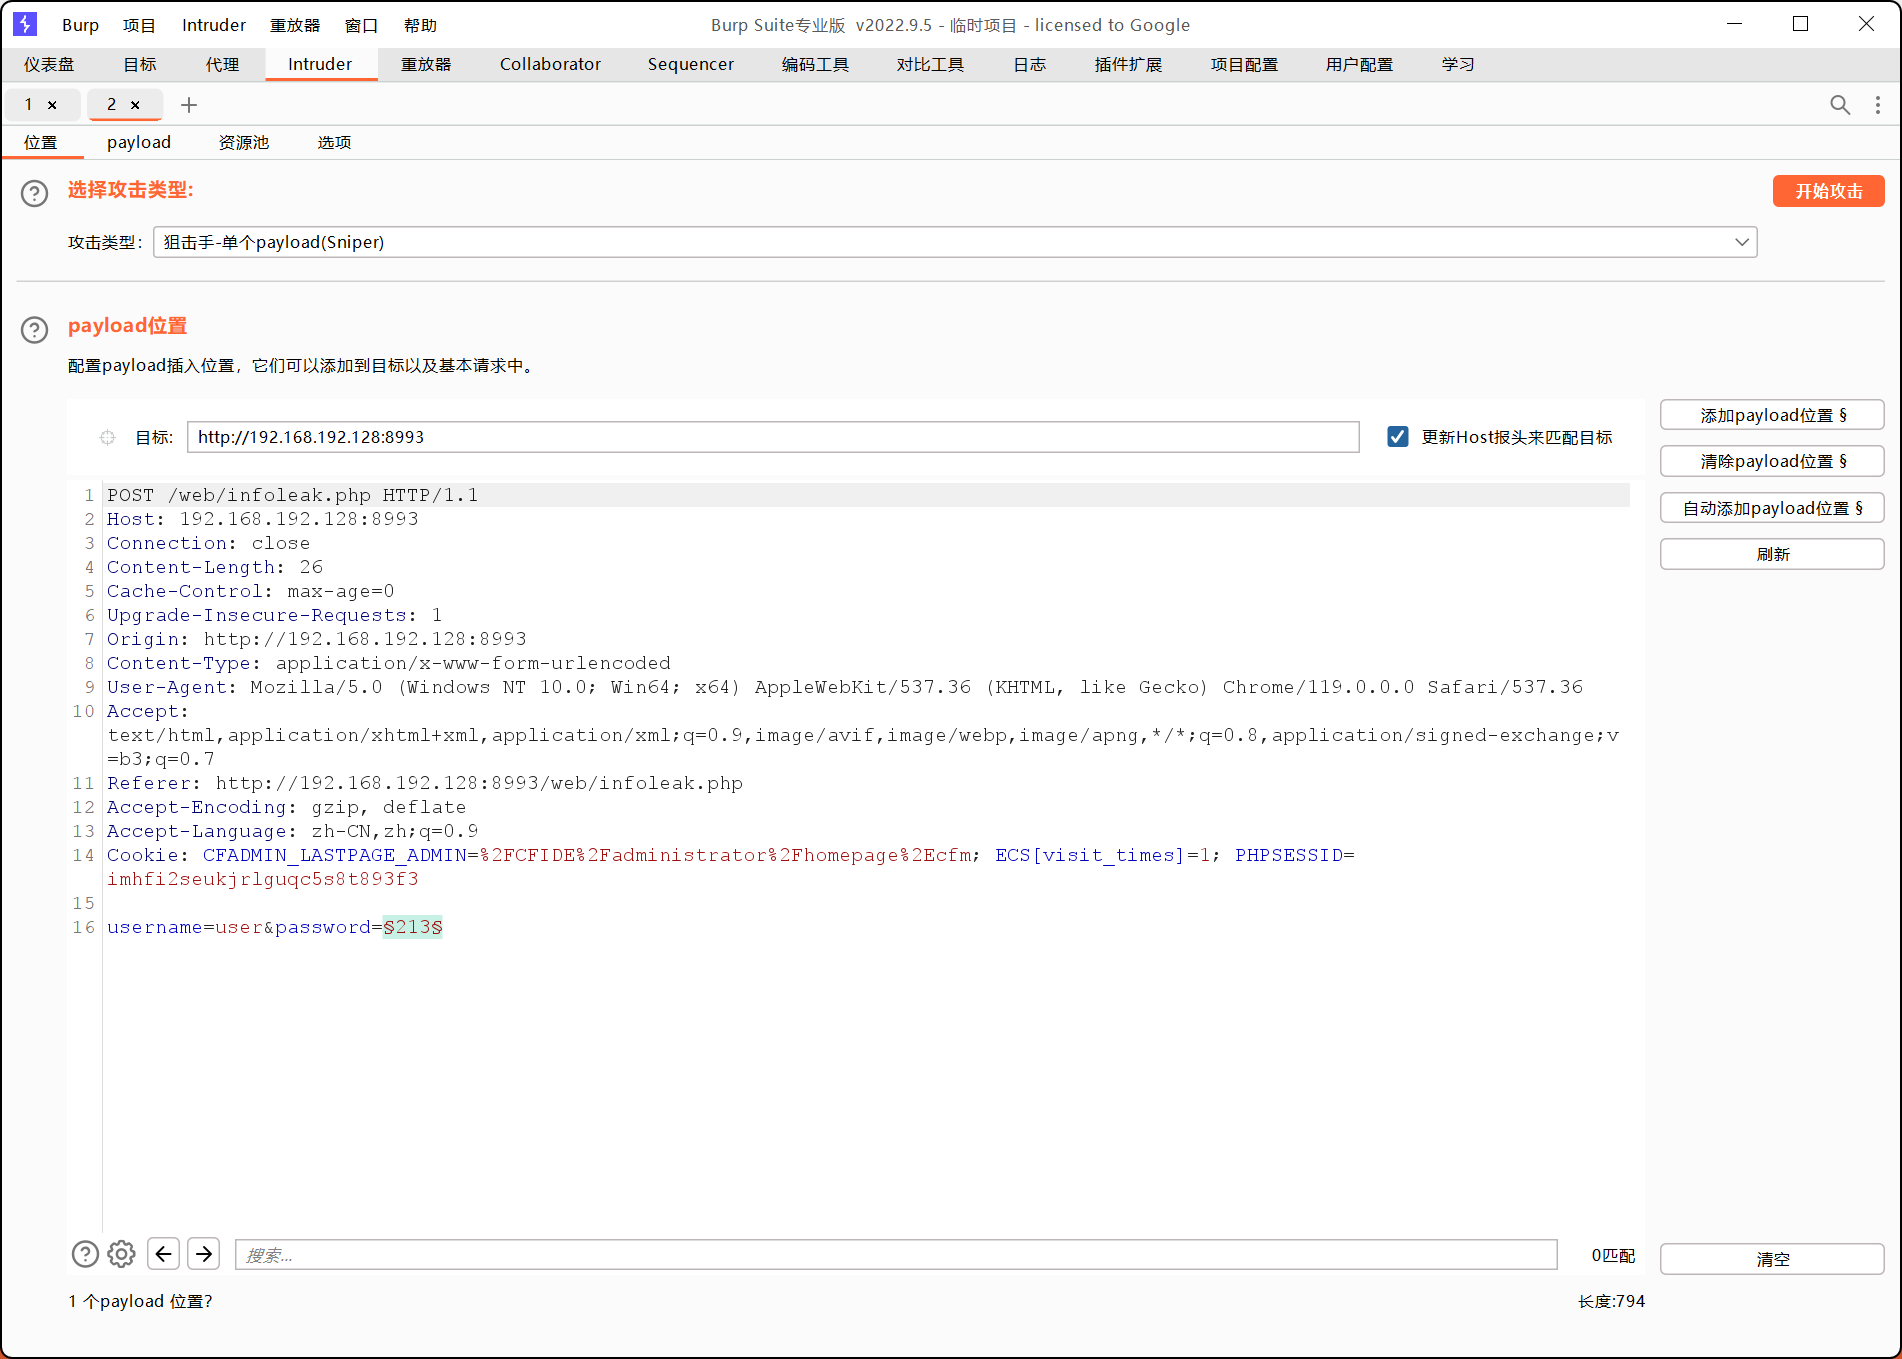 Burp 项目 Intruder 重放器 窗口 帮助 Burp Suite专业版 v2022.9.5 - 临时项目 - licensed to Google
仪表盘 目标 代理 Intruder 重放器 Collaborator Sequencer 编码工具 对比工具 日志 插件扩展 项目配置 用户配置 学习
1 × 2 × +
位置 payload 资源池 选项
选择攻击类型:
开始攻击
攻击类型: 狙击手-单个payload(Sniper)
payload位置
配置payload插入位置，它们可以添加到目标以及基本请求中。
目标: http://192.168.192.128:8993 更新Host报头来匹配目标
添加payload位置 §
清除payload位置 §
自动添加payload位置 §
刷新
1 POST /web/infoleak.php HTTP/1.1
2 Host: 192.168.192.128:8993
3 Connection: close
4 Content-Length: 26
5 Cache-Control: max-age=0
6 Upgrade-Insecure-Requests: 1
7 Origin: http://192.168.192.128:8993
8 Content-Type: application/x-www-form-urlencoded
9 User-Agent: Mozilla/5.0 (Windows NT 10.0; Win64; x64) AppleWebKit/537.36 (KHTML, like Gecko) Chrome/119.0.0.0 Safari/537.36
10 Accept:
text/html,application/xhtml+xml,application/xml;q=0.9,image/avif,image/webp,image/apng,*/*;q=0.8,application/signed-exchange;v
=b3;q=0.7
11 Referer: http://192.168.192.128:8993/web/infoleak.php
12 Accept-Encoding: gzip, deflate
13 Accept-Language: zh-CN,zh;q=0.9
14 Cookie: CFADMIN_LASTPAGE_ADMIN=%2FCFIDE%2Fadministrator%2Fhomepage%2Ecfm; ECS[visit_times]=1; PHPSESSID=
imhfi2seukjrlguqc5s8t893f3
15
16 username=user&password=§213§
搜索...
0匹配
清空
1 个payload 位置?
长度:794